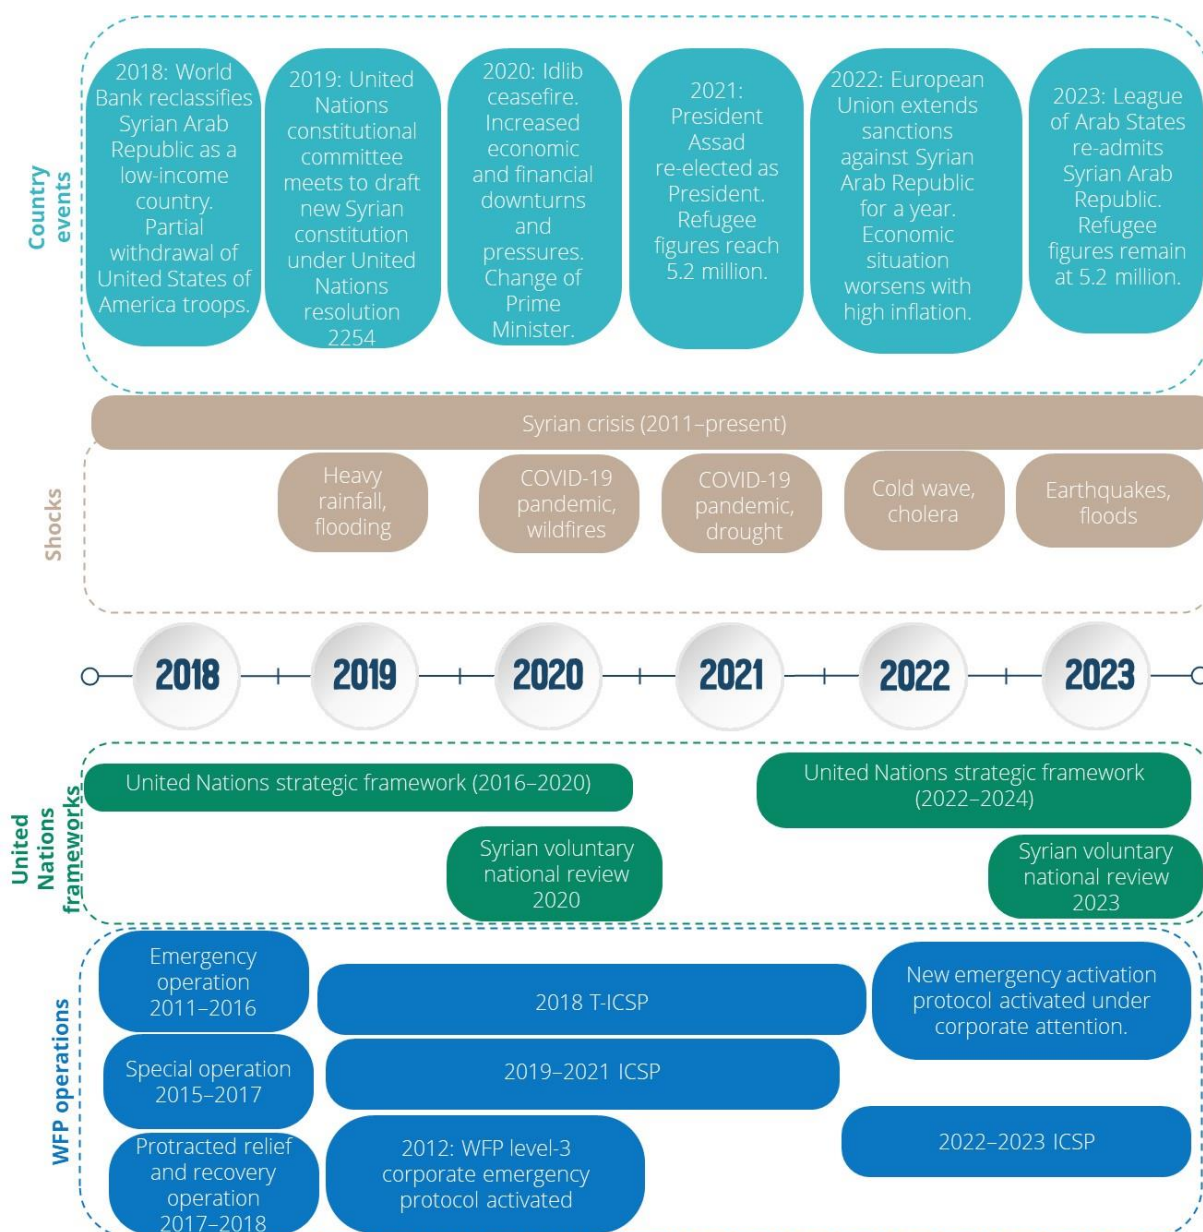 Country
events
2018: World
Bank reclassifies
Syrian Arab
Republic as a
low-income
country.
Partial
withdrawal of
United States of
America troops.
2019: United
Nations
constitutional
committee
meets to draft
new Syrian
constitution
under United
Nations
resolution
2254
2020: Idlib
ceasefire.
Increased
economic
and financial
downturns
and
pressures.
Change of
Prime
Minister.
2021:
President
Assad
re-elected as
President.
Refugee
figures reach
5.2 million.
2022: European
Union extends
sanctions
against Syrian
Arab Republic
for a year.
Economic
situation
worsens with
high inflation.
2023: League
of Arab States
re-admits
Syrian Arab
Republic.
Refugee
figures remain
at 5.2 million.
Shocks
Syrian crisis (2011–present)
Heavy
rainfall,
flooding
COVID-19
pandemic,
wildfires
COVID-19
pandemic,
drought
Cold wave,
cholera
Earthquakes,
floods
2018
2019
2020
2021
2022
2023
United
Nations
frameworks
United Nations strategic framework (2016–2020)
United Nations strategic framework
(2022–2024)
Syrian voluntary
national review
2020
Syrian voluntary
national review
2023
WFP operations
Emergency
operation
2011–2016
Special operation
2015–2017
Protracted relief
and recovery
operation
2017–2018
2018 T-ICSP
2019–2021 ICSP
2012: WFP level-3
corporate emergency
protocol activated
New emergency activation
protocol activated under
corporate attention.
2022–2023 ICSP